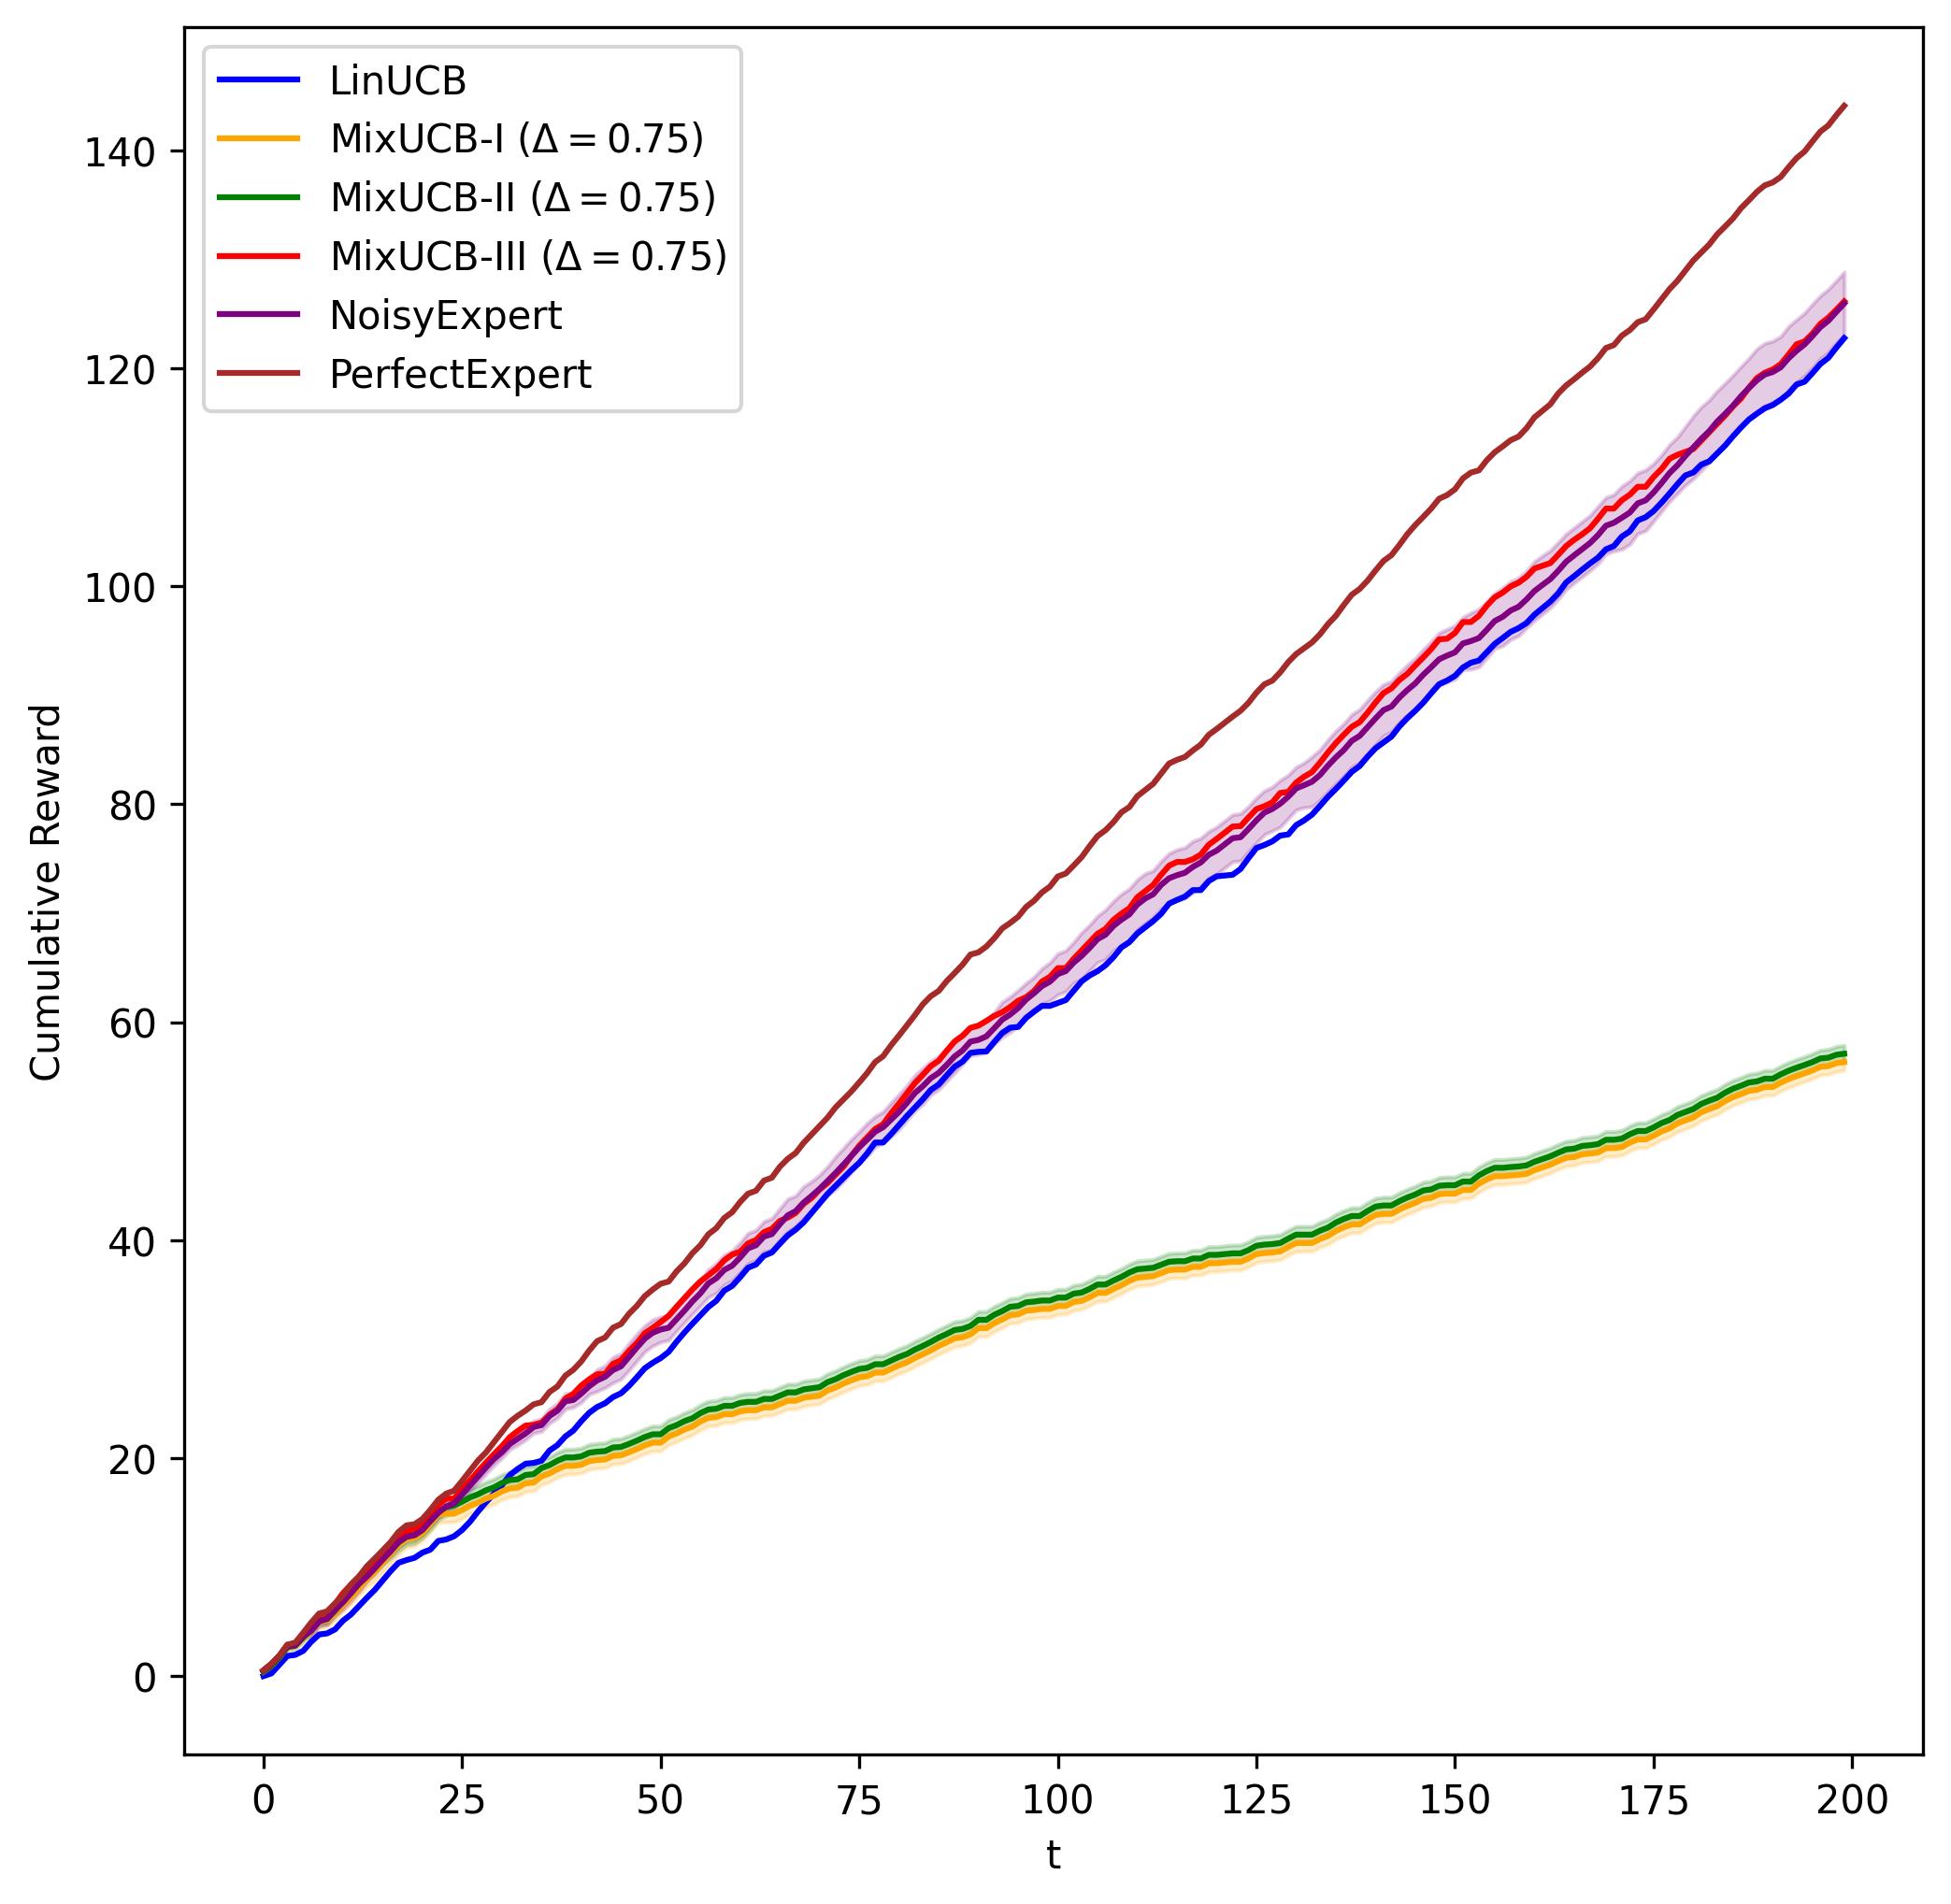 LinUCB
MixUCB-I (Δ = 0.75)
MixUCB-II (Δ = 0.75)
MixUCB-III (Δ = 0.75)
NoisyExpert
PerfectExpert
Cumulative Reward
140
120
100
80
60
40
20
0
0 25 50 75 100 125 150 175 200
t